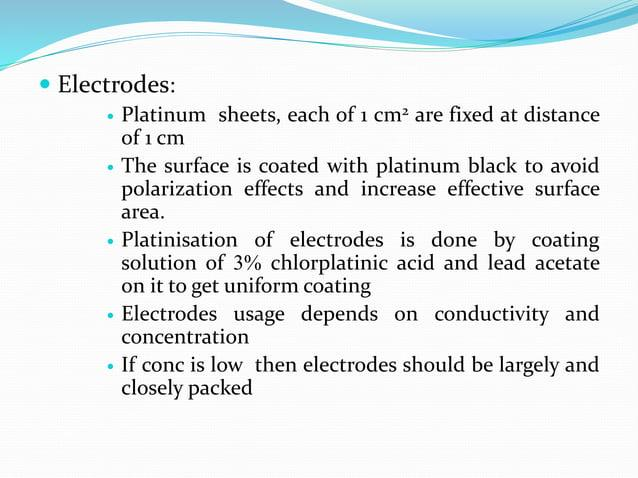 Electrodes:
Platinum sheets, each of 1 cm² are fixed at distance
of 1 cm
The surface is coated with platinum black to avoid
polarization effects and increase effective surface
area.
Platinisation of electrodes is done by coating
solution of 3% chlorplatinic acid and lead acetate
on it to get uniform coating
Electrodes usage depends on conductivity and
concentration
If conc is low then electrodes should be largely and
closely packed